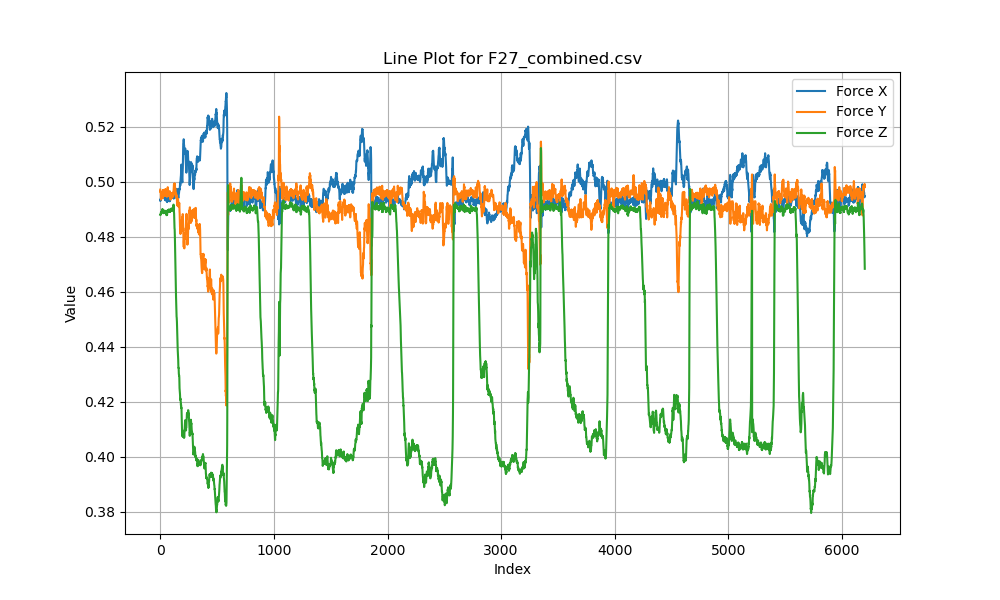 Line Plot for F27_combined.csv
Force X
Force Y
Force Z
Value
0.52
0.50
0.48
0.46
0.44
0.42
0.40
0.38
0 1000 2000 3000 4000 5000 6000
Index